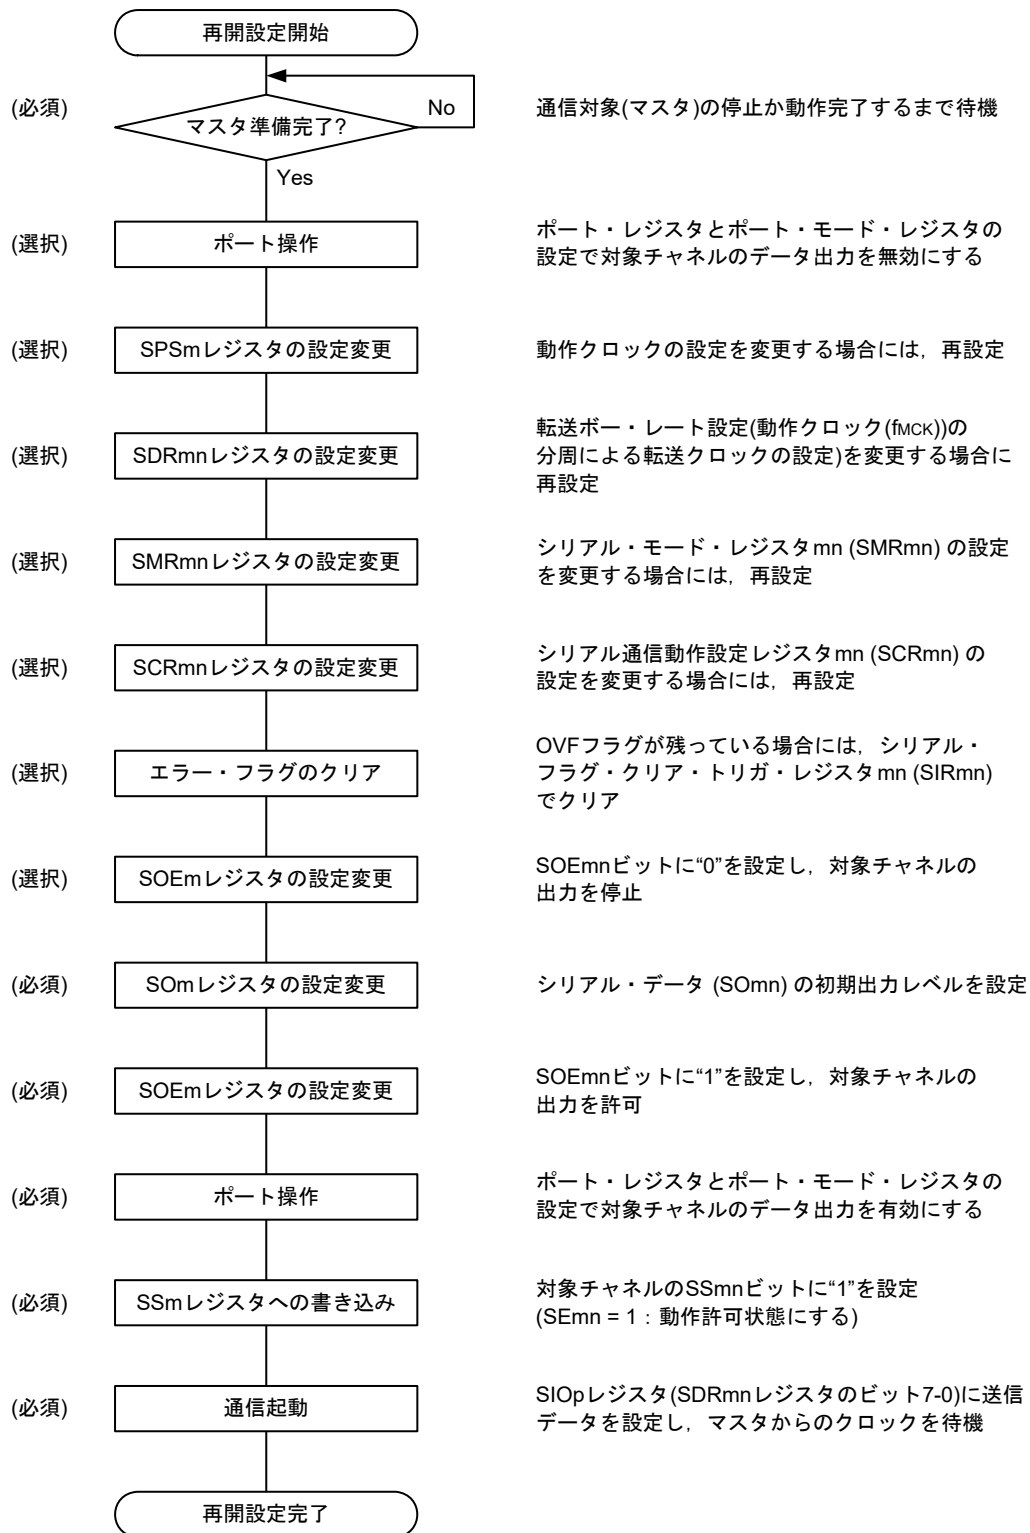 再開設定開始
(必須)
マスタ準備完了?
No
通信対象(マスタ)の停止か動作完了するまで待機
Yes
(選択)
ポート操作
ポート・レジスタとポート・モード・レジスタの
設定で対象チャネルのデータ出力を無効にする
(選択)
SPSmレジスタの設定変更
動作クロックの設定を変更する場合には，再設定
(選択)
SDRmnレジスタの設定変更
転送ボー・レート設定(動作クロック(fMCK))の
分周による転送クロックの設定)を変更する場合に
再設定
(選択)
SMRmnレジスタの設定変更
シリアル・モード・レジスタmn (SMRmn) の設定
を変更する場合には，再設定
(選択)
SCRmnレジスタの設定変更
シリアル通信動作設定レジスタmn (SCRmn) の
設定を変更する場合には，再設定
(選択)
エラー・フラグのクリア
OVFフラグが残っている場合には，シリアル・
フラグ・クリア・トリガ・レジスタmn (SIRmn)
でクリア
(選択)
SOEmレジスタの設定変更
SOEmnビットに“0”を設定し，対象チャネルの
出力を停止
(必須)
SOmレジスタの設定変更
シリアル・データ (SOmn) の初期出力レベルを設定
(必須)
SOEmレジスタの設定変更
SOEmnビットに“1”を設定し，対象チャネルの
出力を許可
(必須)
ポート操作
ポート・レジスタとポート・モード・レジスタの
設定で対象チャネルのデータ出力を有効にする
(必須)
SSmレジスタへの書き込み
対象チャネルのSSmnビットに“1”を設定
(SEmn = 1：動作許可状態にする)
(必須)
通信起動
SIOpレジスタ(SDRmnレジスタのビット7-0)に送信
データを設定し，マスタからのクロックを待機
再開設定完了